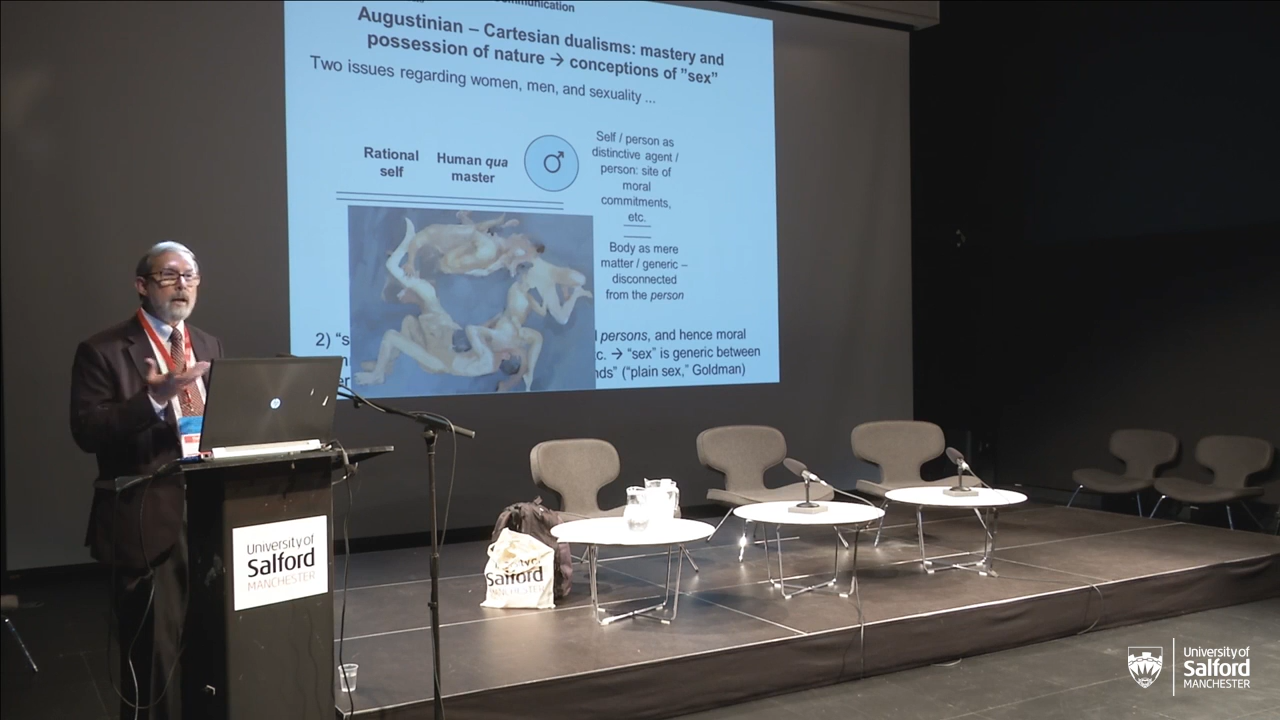 Communication
Augustinian – Cartesian dualisms: mastery and
possession of nature → conceptions of ”sex”
Two issues regarding women, men, and sexuality ...
Rational
self
Human qua
master
♂
Self / person as
distinctive agent /
person: site of
moral
commitments,
etc.
Body as mere
matter / generic –
disconnected
from the person
2) “s
persons, and hence moral
c. → “sex” is generic between
nds” (“plain sex,” Goldman)
University of
Salford
MANCHESTER
Salford
MANCHESTER
University of
Salford
MANCHESTER